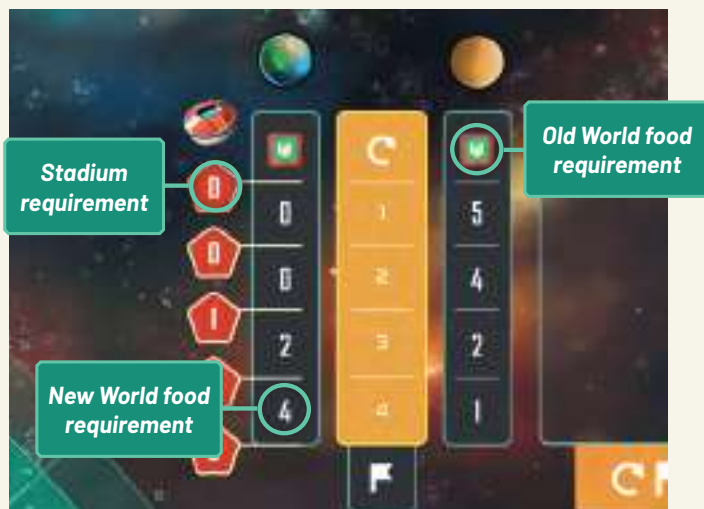 Stadium
requirement
Old World food
requirement
New World food
requirement
0
0 1 5
0
0 2 4
1
2 3 2
4 4 1